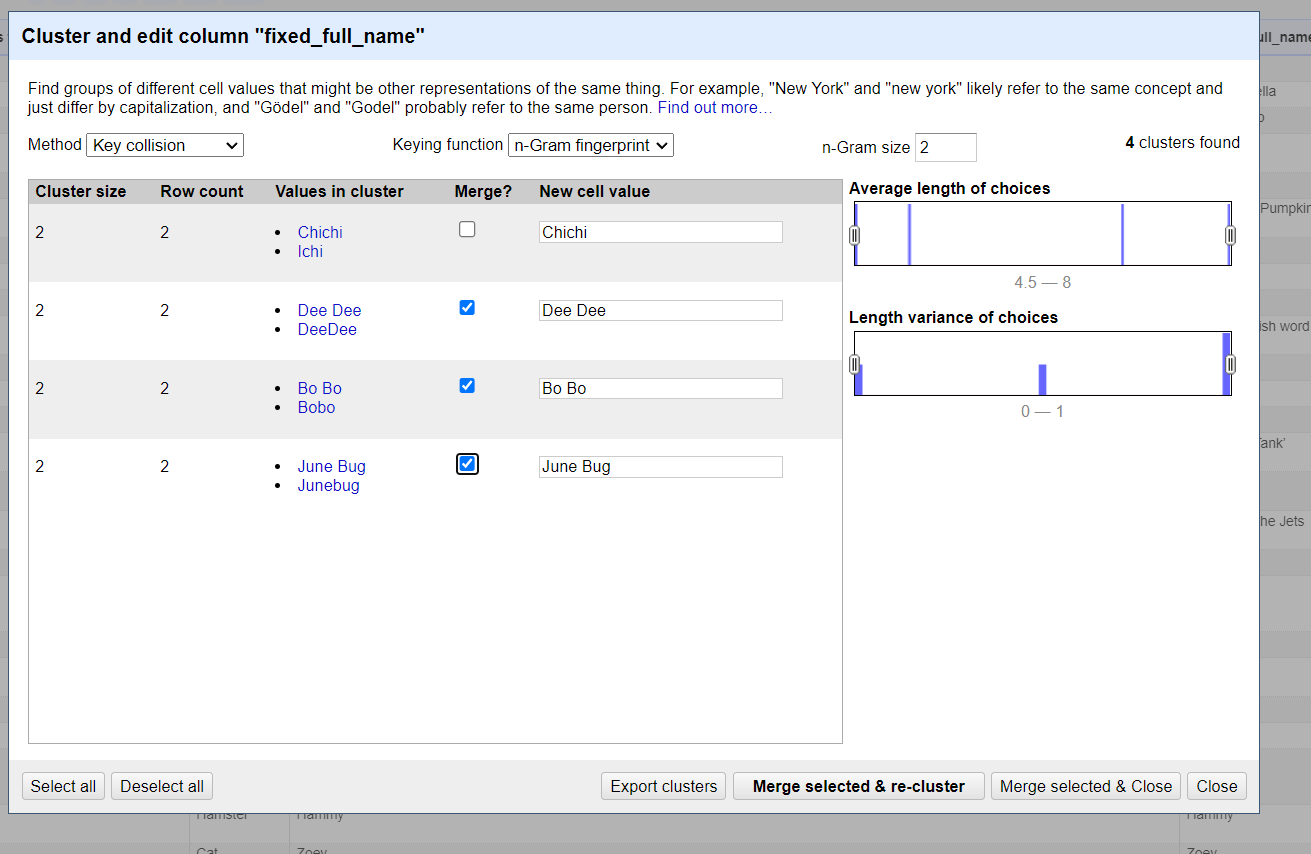 Cluster and edit column "fixed_full_name"
Find groups of different cell values that might be other representations of the same thing. For example, "New York" and "new york" likely refer to the same concept and
just differ by capitalization, and "Gödel" and "Godel" probably refer to the same person. Find out more…
Method Key collision Keying function n-Gram fingerprint n-Gram size 2 4 clusters found
Cluster size Row count Values in cluster Merge? New cell value
2 2 Chichi Chichi
Ichi
2 2 Dee Dee Dee Dee
DeeDee
2 2 Bo Bo Bo Bo
Bobo
2 2 June Bug June Bug
Junebug
Average length of choices
4.5 — 8
Length variance of choices
0 — 1
Pumpkin
ish word
Tank'
he Jets
Select all Deselect all Export clusters Merge selected & re-cluster Merge selected & Close Close
Hamster Hammy Hammy
Cat Zoey Zoey